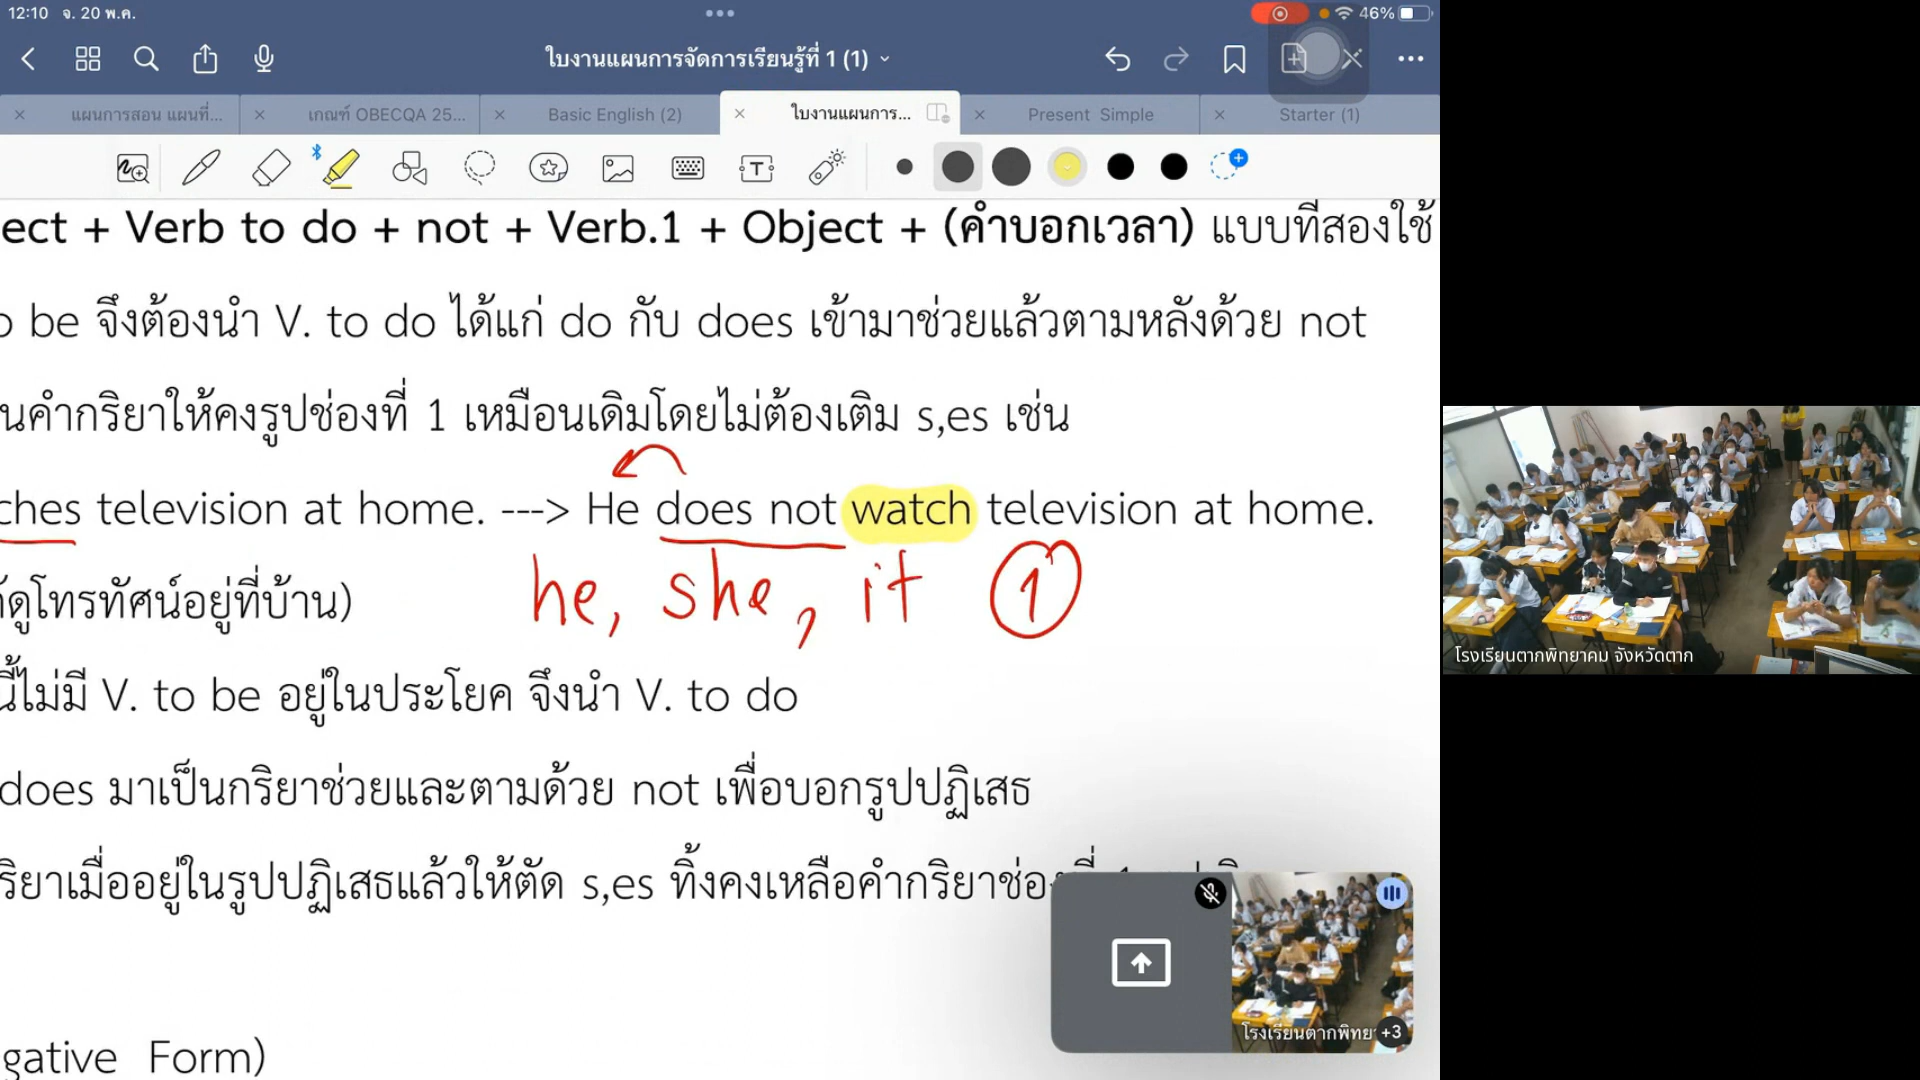 12:10 จ. 20 พ.ค.
46%
ใบงานแผนการจัดการเรียนรู้ที่ 1 (1)
แผนการสอน แผนที่...
เกณฑ์ OBECQA 25...
Basic English (2)
ใบงานแผนการ...
Present Simple
Starter (1)
ect + Verb to do + not + Verb.1 + Object + (คำบอกเวลา) แบบที่สองใช้
o be จึงต้องนำ V. to do ได้แก่ do กับ does เข้ามาช่วยแล้วตามหลังด้วย not
นคำกริยาให้คงรูปช่องที่ 1 เหมือนเดิมโดยไม่ต้องเติม s,es เช่น
ches television at home. ---> He does not watch television at home.
ดูโทรทัศน์อยู่ที่บ้าน)
he, she, it 1
นี้ไม่มี V. to be อยู่ในประโยค จึงนำ V. to do
does มาเป็นกริยาช่วยและตามด้วย not เพื่อบอกรูปปฏิเสธ
ริยาเมื่ออยู่ในรูปปฏิเสธแล้วให้ตัด s,es ทิ้งคงเหลือคำกริยาช่อง
gative Form)
โรงเรียนตากพิทยา +3
โรงเรียนตากพิทยาคม จังหวัดตาก